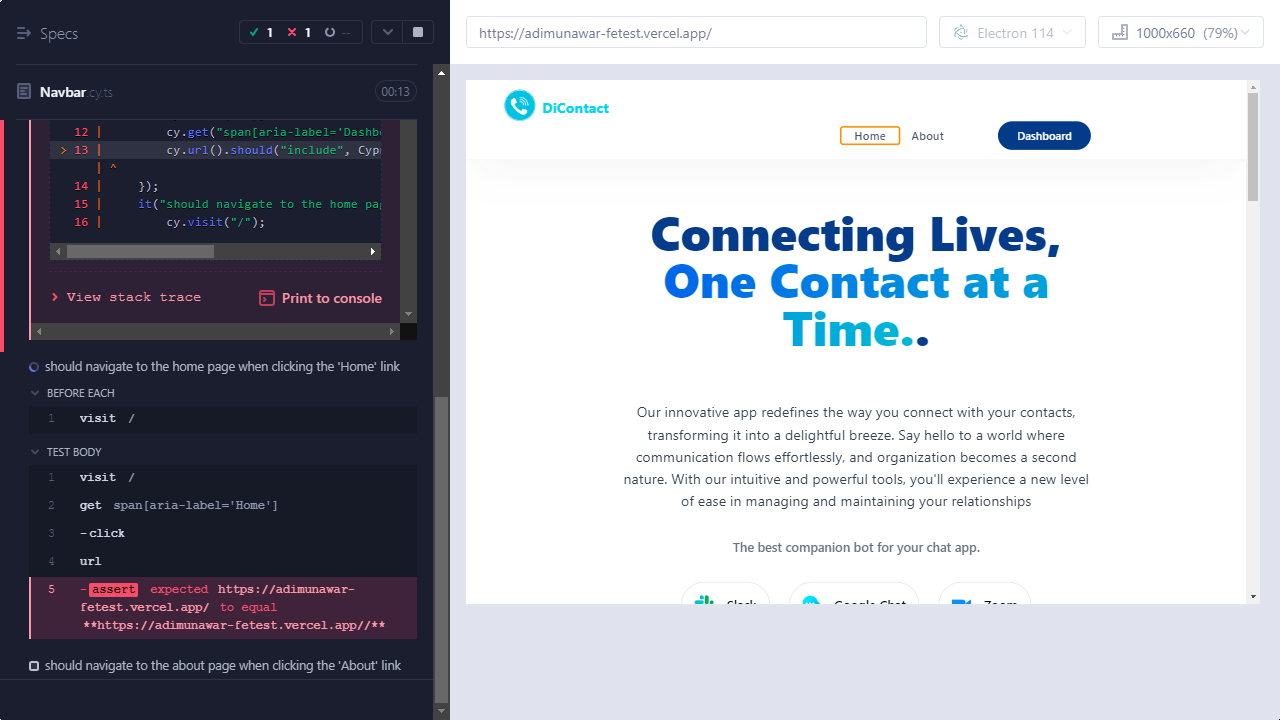 Specs
1
1
--
Navbar.cy.ts
00:13
12 | cy.get("span[aria-label='Dashbo
> 13 | cy.url().should("include", Cyp
| ^
14 | });
15 | it("should navigate to the home pag
16 | cy.visit("/");
View stack trace
Print to console
should navigate to the home page when clicking the 'Home' link
BEFORE EACH
1 visit /
TEST BODY
1 visit /
2 get span[aria-label='Home']
3 -click
4 url
5 -assert expected https://adimunawar-
fetest.vercel.app/ to equal
**https://adimunawar-fetest.vercel.app//**
should navigate to the about page when clicking the 'About' link
https://adimunawar-fetest.vercel.app/
Electron 114
1000x660 (79%)
DiContact
Home
About
Dashboard
Connecting Lives,
One Contact at a
Time..
Our innovative app redefines the way you connect with your contacts,
transforming it into a delightful breeze. Say hello to a world where
communication flows effortlessly, and organization becomes a second
nature. With our intuitive and powerful tools, you'll experience a new level
of ease in managing and maintaining your relationships
The best companion bot for your chat app.
Slack
Google Chat
Zoom